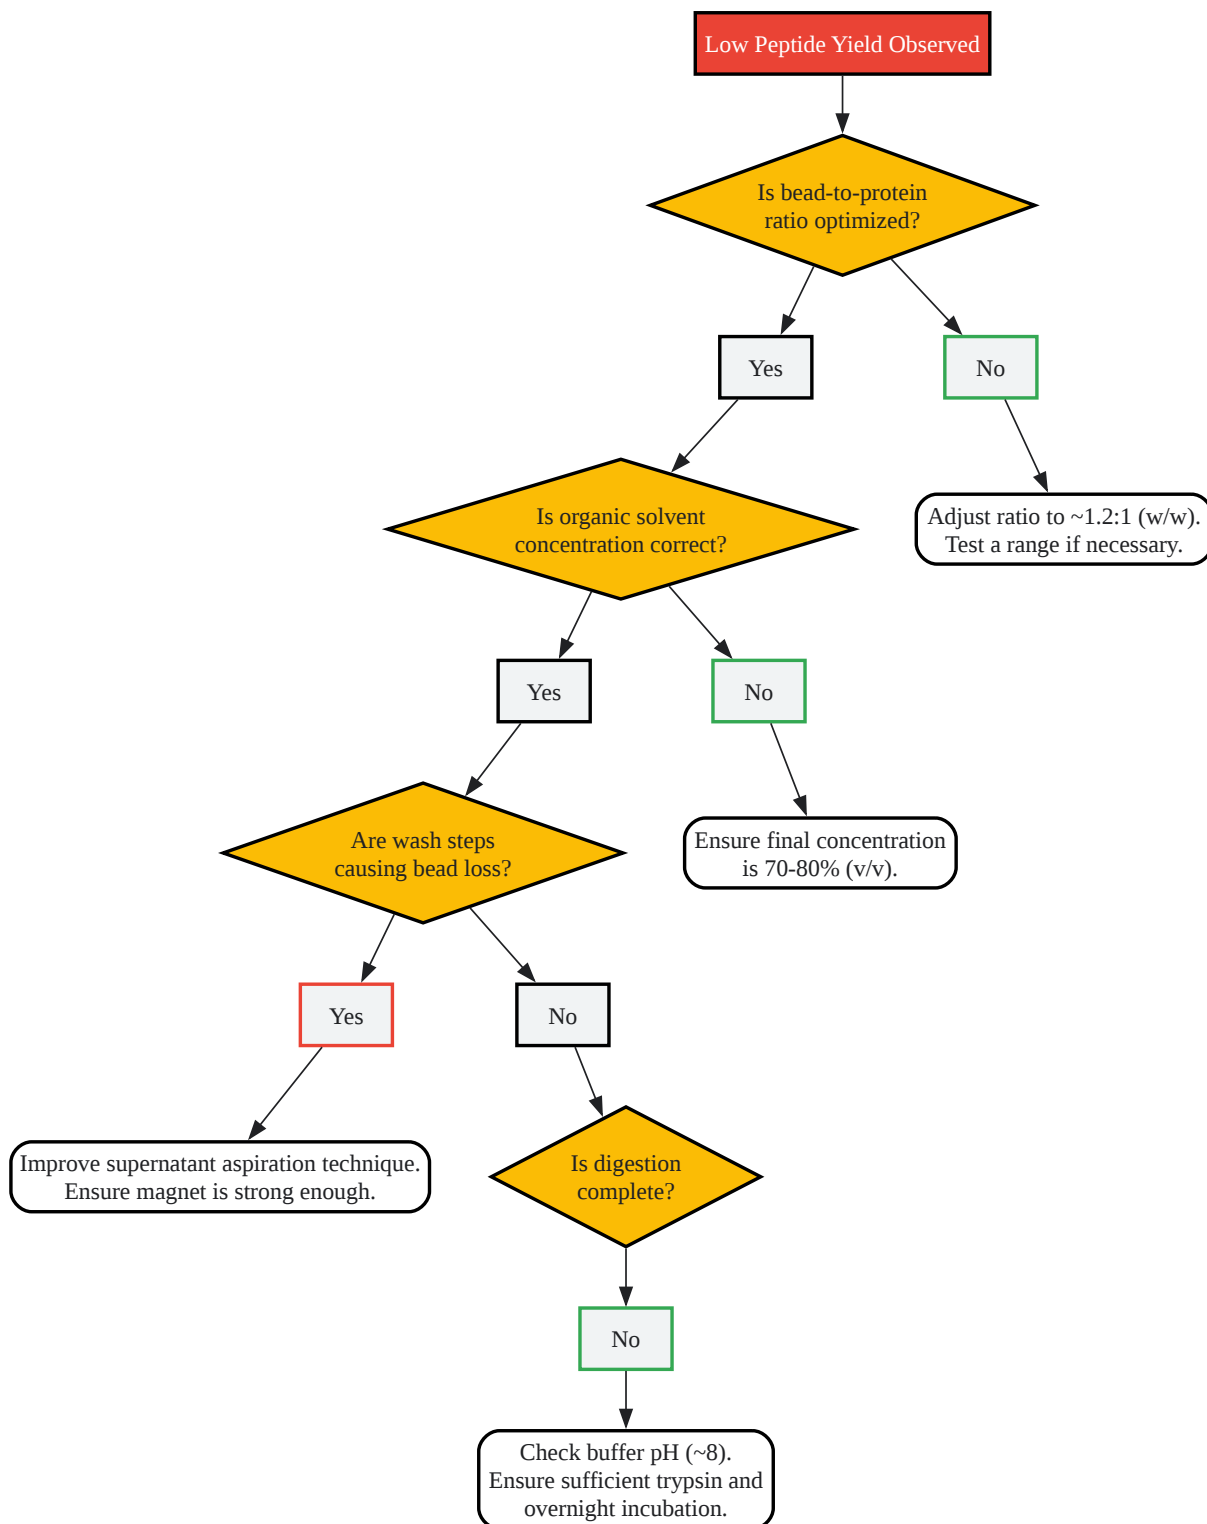 Low Peptide Yield Observed
Is bead-to-protein
ratio optimized?
Yes
No
Adjust ratio to ~1.2:1 (w/w).
Test a range if necessary.
Is organic solvent
concentration correct?
Yes
No
Ensure final concentration
is 70-80% (v/v).
Are wash steps
causing bead loss?
Yes
No
Improve supernatant aspiration technique.
Ensure magnet is strong enough.
Is digestion
complete?
No
Check buffer pH (~8).
Ensure sufficient trypsin and
overnight incubation.